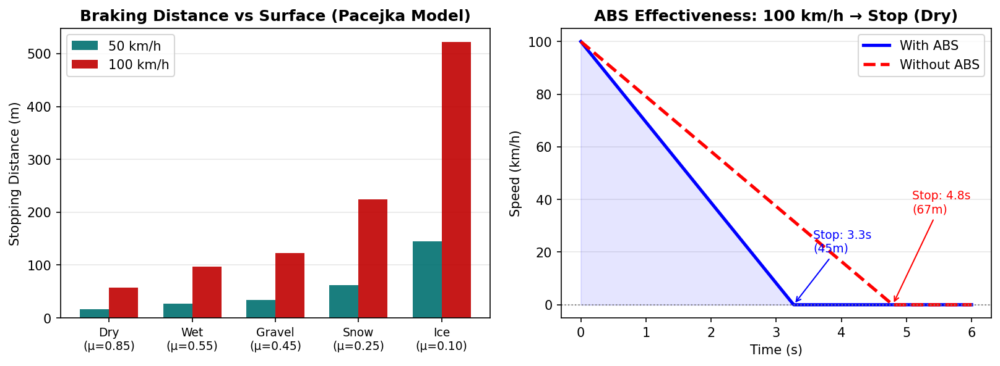 Braking Distance vs Surface (Pacejka Model)
50 km/h
100 km/h
Stopping Distance (m)
500
400
300
200
100
0
Dry
(μ=0.85)
Wet
(μ=0.55)
Gravel
(μ=0.45)
Snow
(μ=0.25)
Ice
(μ=0.10)
ABS Effectiveness: 100 km/h → Stop (Dry)
With ABS
Without ABS
Speed (km/h)
100
80
60
40
20
0
Stop: 4.8s
(67m)
Stop: 3.3s
(45m)
0
1
2
3
4
5
6
Time (s)